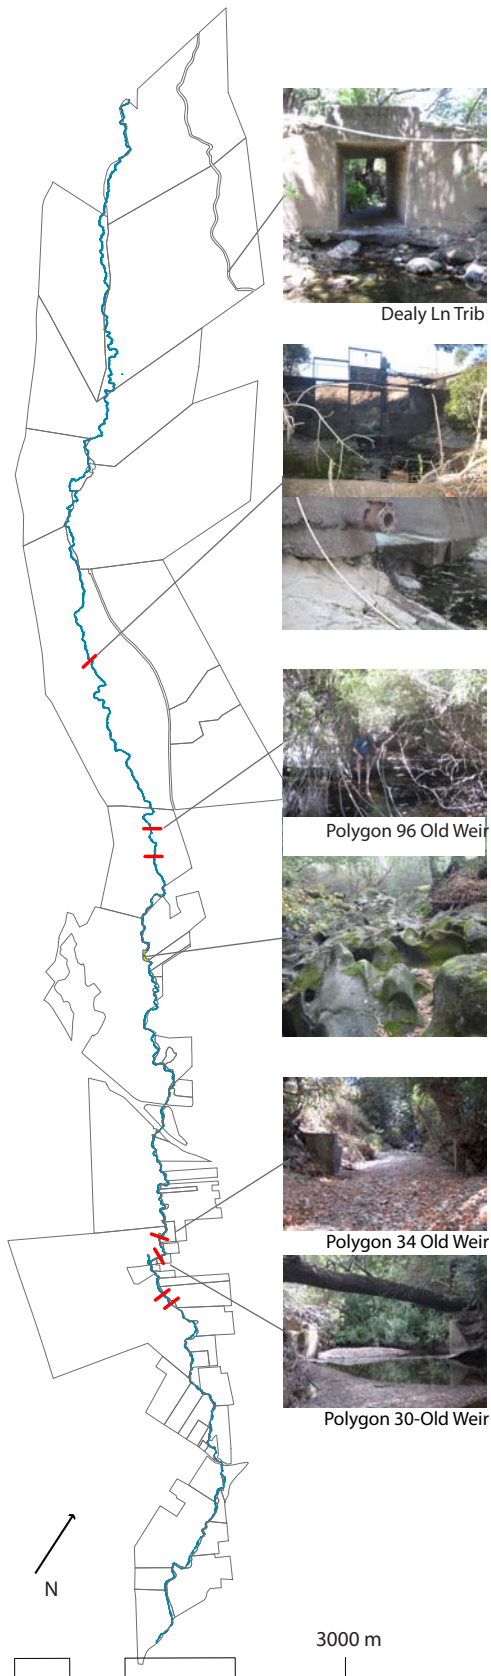 Dealy Ln Trib
Polygon 96 Old Weir
Polygon 34 Old Weir
Polygon 30-Old Weir
N
3000 m